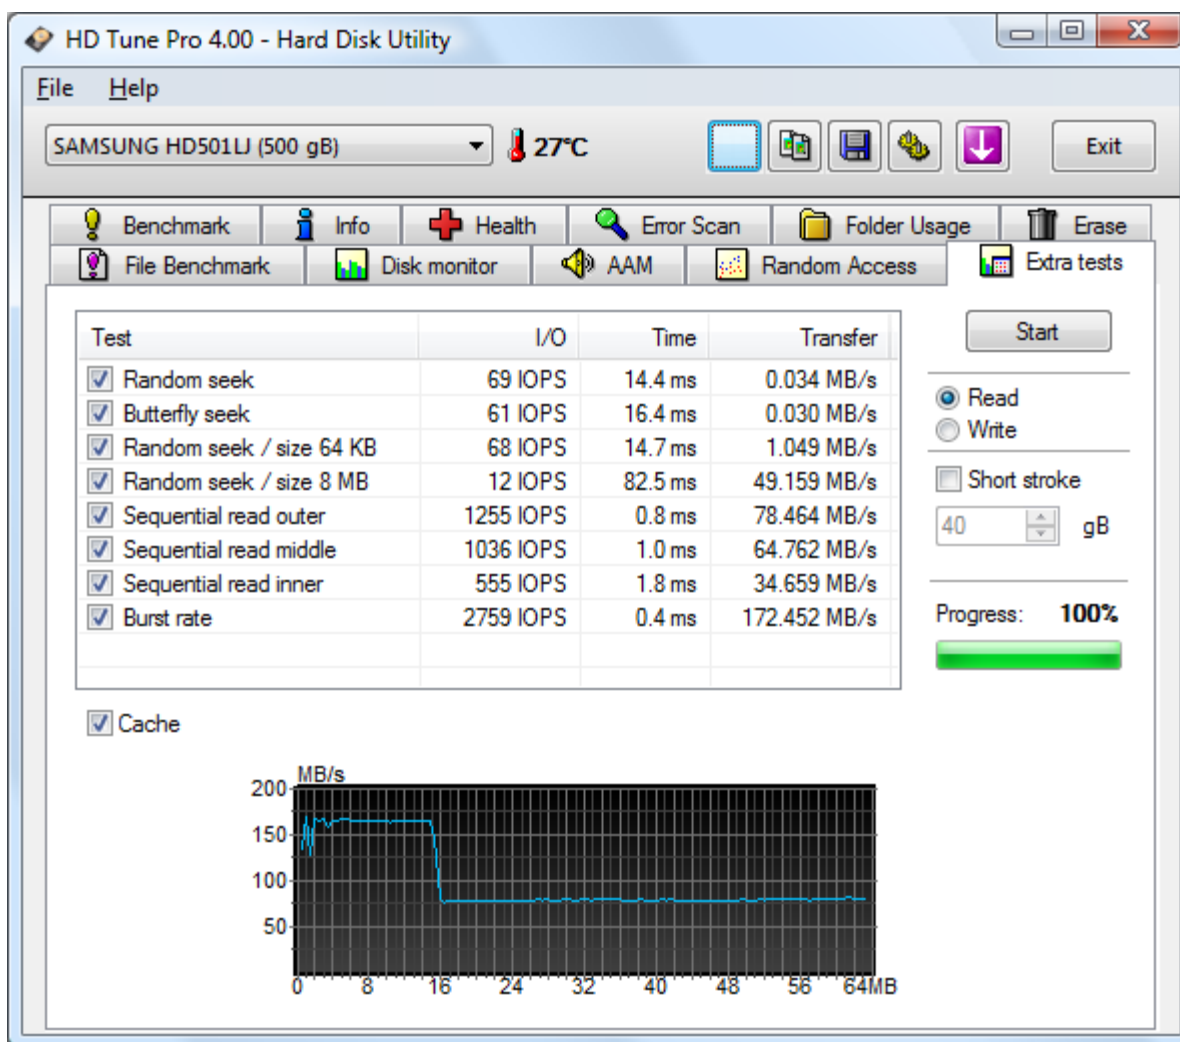 HD Tune Pro 4.00 - Hard Disk Utility
File Help
SAMSUNG HD501LJ (500 gB) 27°C Exit
Benchmark Info Health Error Scan Folder Usage Erase
File Benchmark Disk monitor AAM Random Access Extra tests
Test I/O Time Transfer
Random seek 69 IOPS 14.4 ms 0.034 MB/s
Butterfly seek 61 IOPS 16.4 ms 0.030 MB/s
Random seek / size 64 KB 68 IOPS 14.7 ms 1.049 MB/s
Random seek / size 8 MB 12 IOPS 82.5 ms 49.159 MB/s
Sequential read outer 1255 IOPS 0.8 ms 78.464 MB/s
Sequential read middle 1036 IOPS 1.0 ms 64.762 MB/s
Sequential read inner 555 IOPS 1.8 ms 34.659 MB/s
Burst rate 2759 IOPS 0.4 ms 172.452 MB/s
Start
Read
Write
Short stroke
40 gB
Progress: 100%
Cache
MB/s
200
150
100
50
0 8 16 24 32 40 48 56 64MB